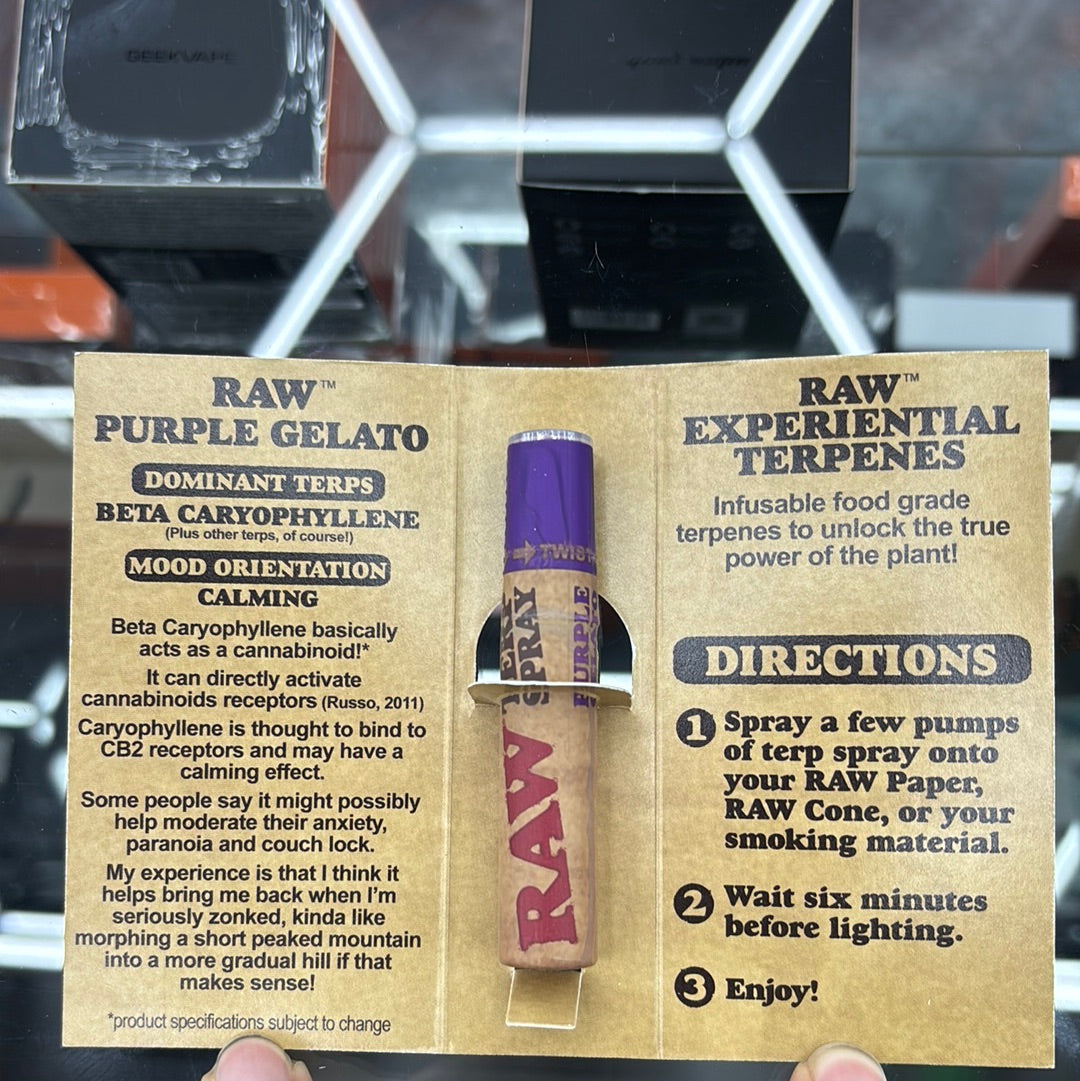 GEEKVAPE
RAW™
PURPLE GELATO
DOMINANT TERPS
BETA CARYOPHYLLENE
(Plus other terps, of course!)
MOOD ORIENTATION
CALMING
Beta Caryophyllene basically
acts as a cannabinoid!*
It can directly activate
cannabinoids receptors (Russo, 2011)
Caryophyllene is thought to bind to
CB2 receptors and may have a
calming effect.
Some people say it might possibly
help moderate their anxiety,
paranoia and couch lock.
My experience is that I think it
helps bring me back when I'm
seriously zonked, kinda like
morphing a short peaked mountain
into a more gradual hill if that
makes sense!
*product specifications subject to change
TWIST
SPRAY
PURPLE
RAW
RAW™
EXPERIENTIAL
TERPENES
Infusable food grade
terpenes to unlock the true
power of the plant!
DIRECTIONS
1 Spray a few pumps
of terp spray onto
your RAW Paper,
RAW Cone, or your
smoking material.
2 Wait six minutes
before lighting.
3 Enjoy!